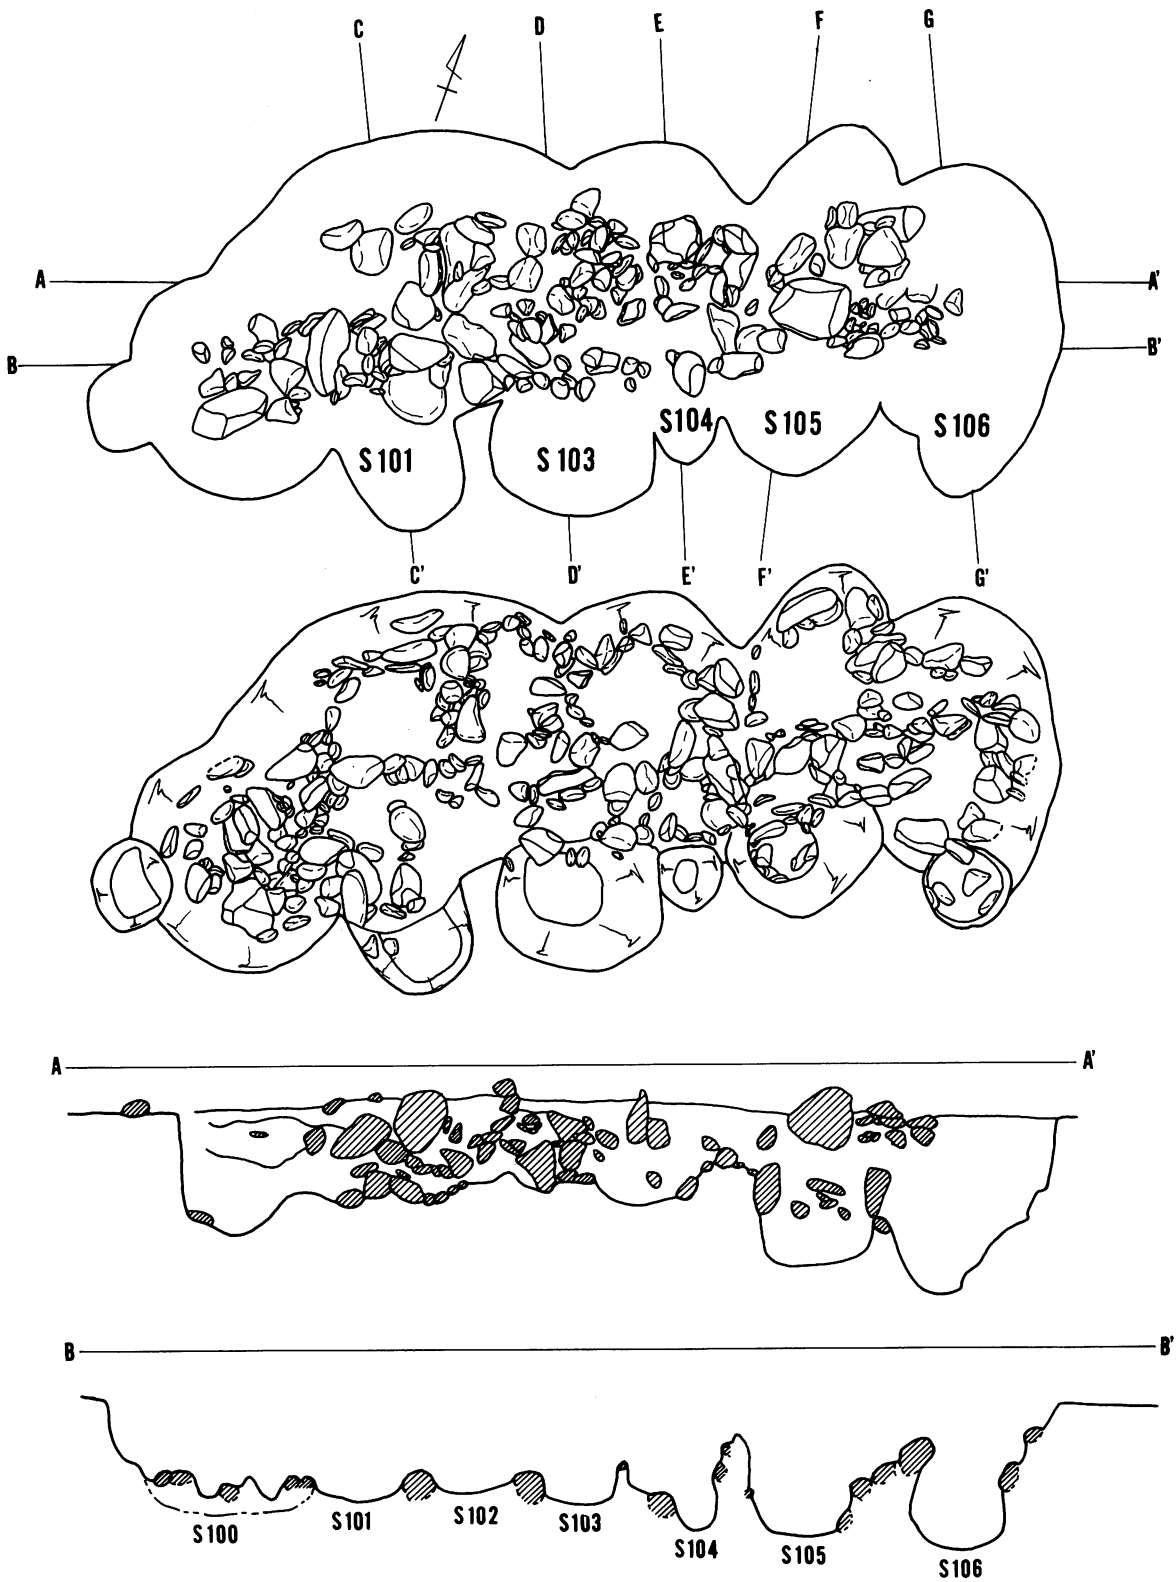 C D E F G
A A'
B B'
S104 S105 S106
S101 S103
C' D' E' F' G'
A A'
B B'
S100 S101 S102 S103 S104 S105 S106